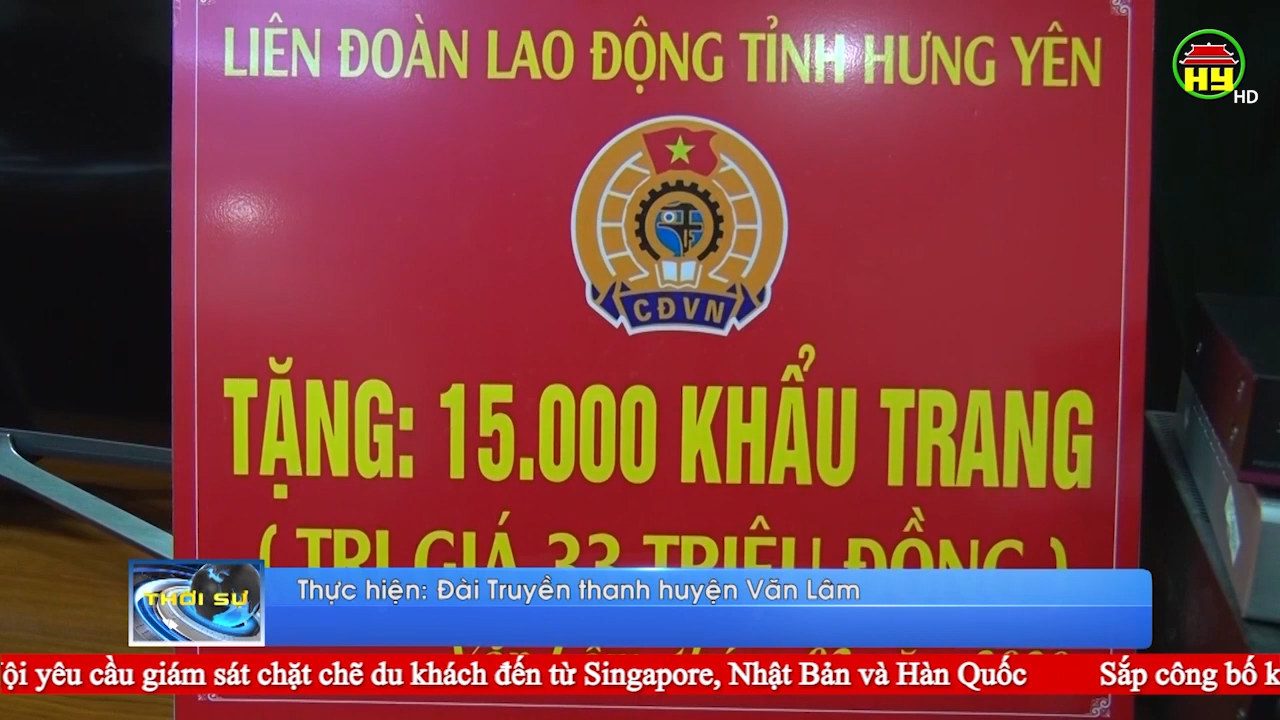 LIÊN ĐOÀN LAO ĐỘNG TỈNH HƯNG YÊN
HY
HD
CĐVN
TẶNG: 15.000 KHẨU TRANG
( TRỊ GIÁ 33 TRIỆU ĐỒNG )
THỜI SỰ
Thực hiện: Đài Truyền thanh huyện Văn Lâm
yêu cầu giám sát chặt chẽ du khách đến từ Singapore, Nhật Bản và Hàn Quốc Sắp công bố